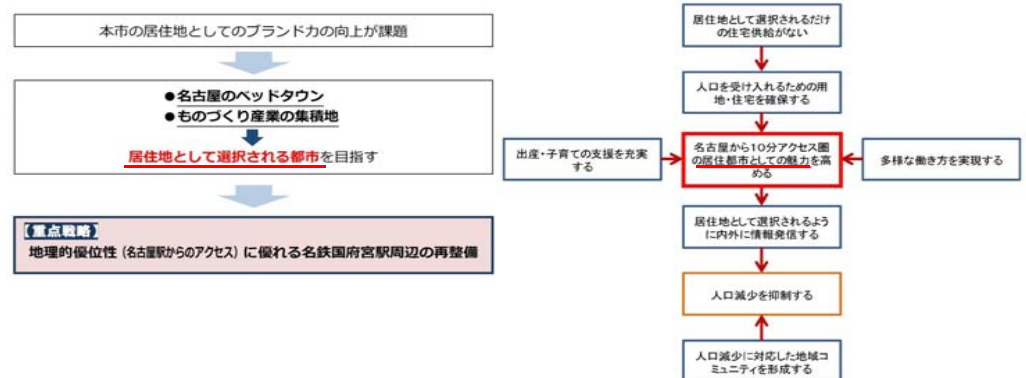 本市の居住地としてのブランド力の向上が課題
●名古屋のベッドタウン
●ものづくり産業の集積地
居住地として選択される都市を目指す
【重点戦略】
地理的優位性（名古屋駅からのアクセス）に優れる名鉄国府宮駅周辺の再整備
居住地として選択されるだけ
の住宅供給がない
人口を受け入れるための用
地・住宅を確保する
出産・子育ての支援を充実
する
名古屋から10分アクセス圏
の居住都市としての魅力を高
める
多様な働き方を実現する
居住地として選択されるよう
に内外に情報発信する
人口減少を抑制する
人口減少に対応した地域コ
ミュニティを形成する